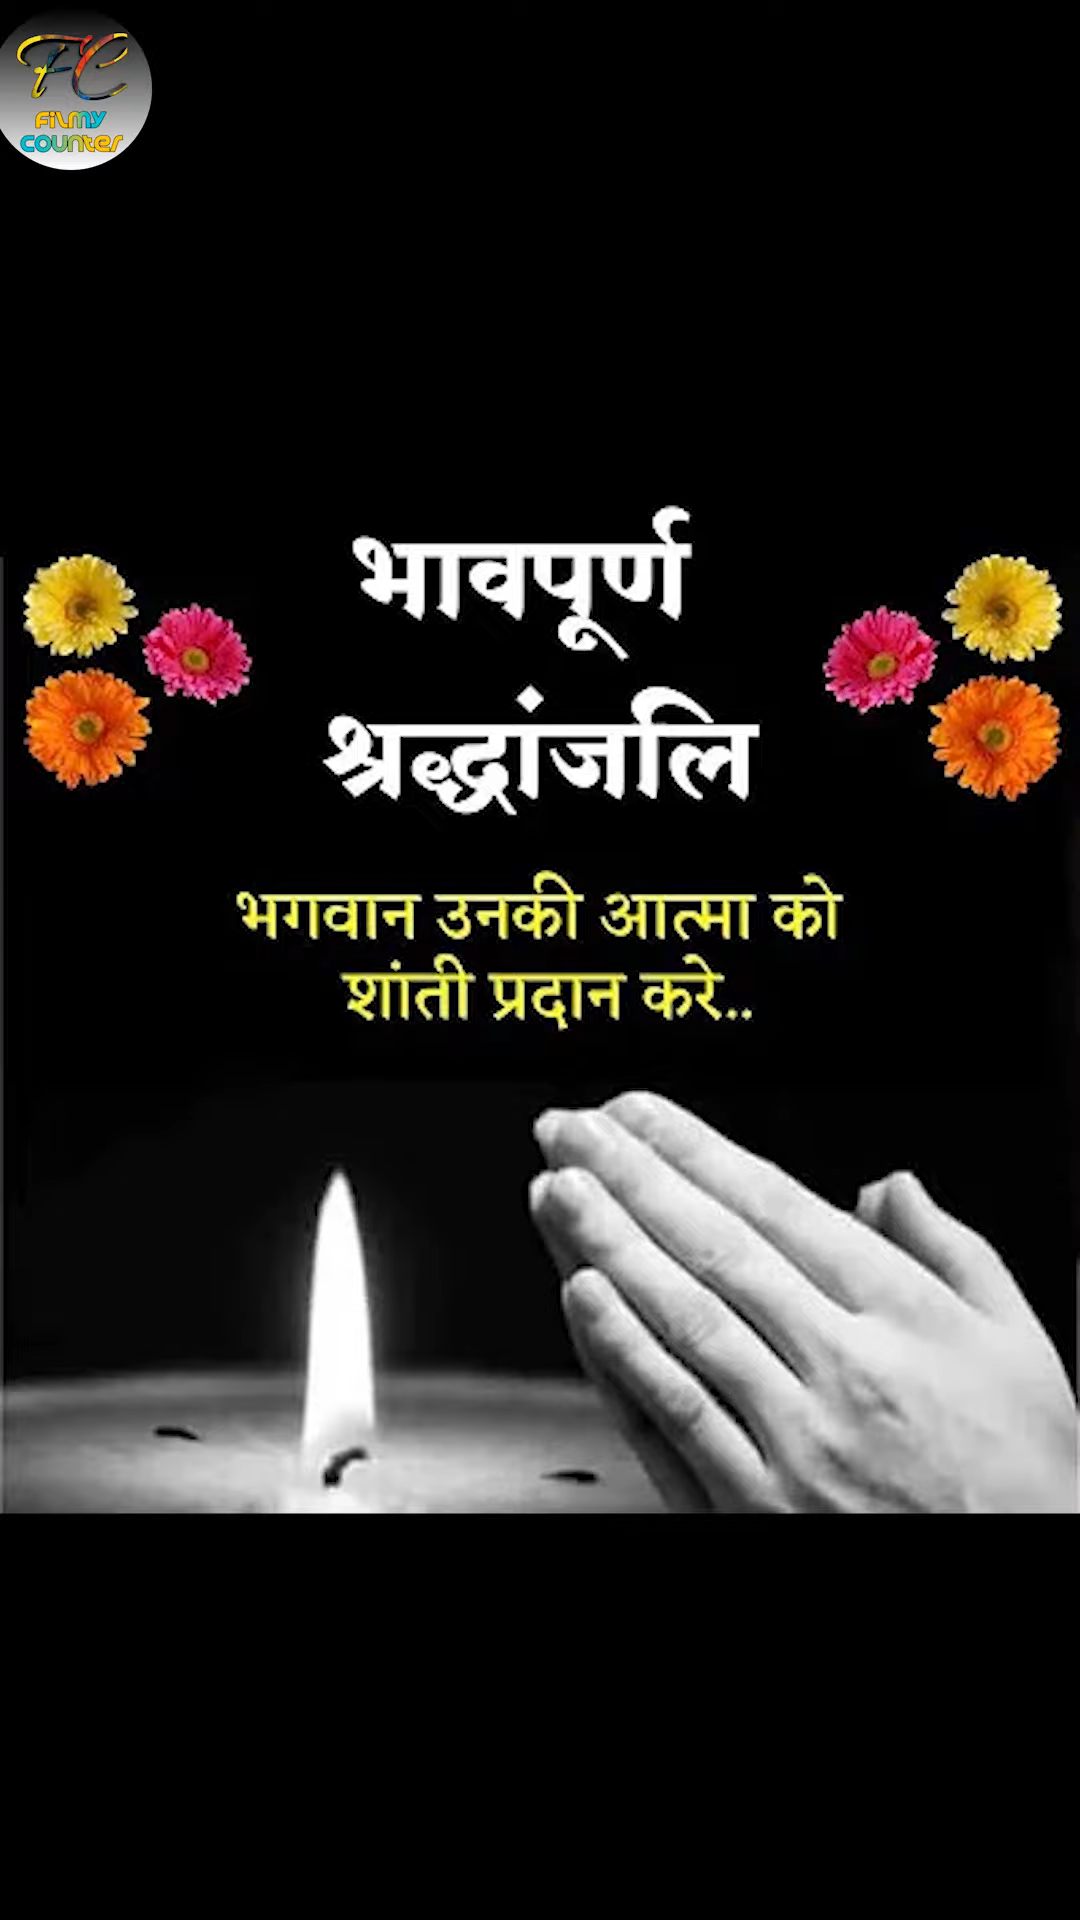 FC
FiLMY
COUNTER
भावपूर्ण
श्रद्धांजलि
भगवान उनकी आत्मा को
शांती प्रदान करे..